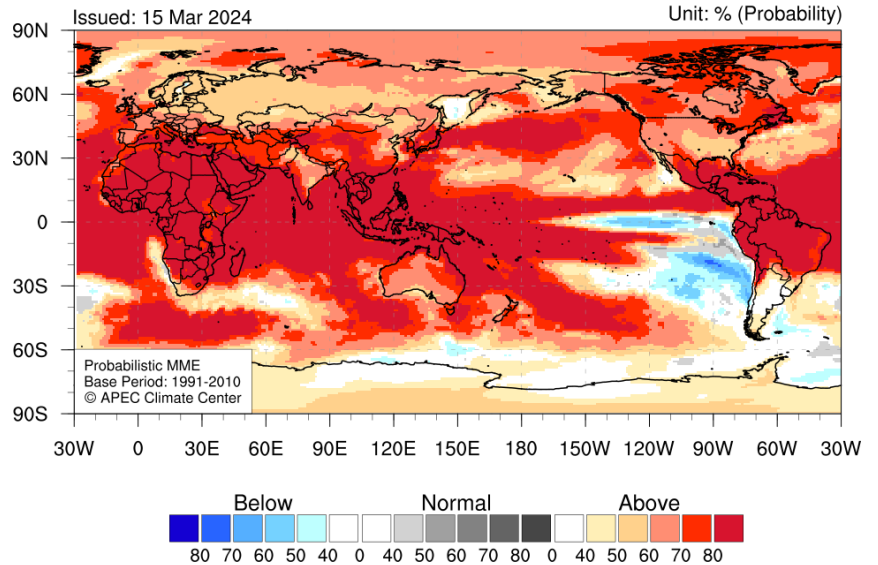 Issued: 15 Mar 2024
Unit: % (Probability)
90N
60N
30N
0
30S
60S
90S
Probabilistic MME
Base Period: 1991-2010
© APEC Climate Center
30W 0 30E 60E 90E 120E 150E 180 150W 120W 90W 60W 30W
Below Normal Above
80 70 60 50 40 0 40 50 60 70 80 0 40 50 60 70 80